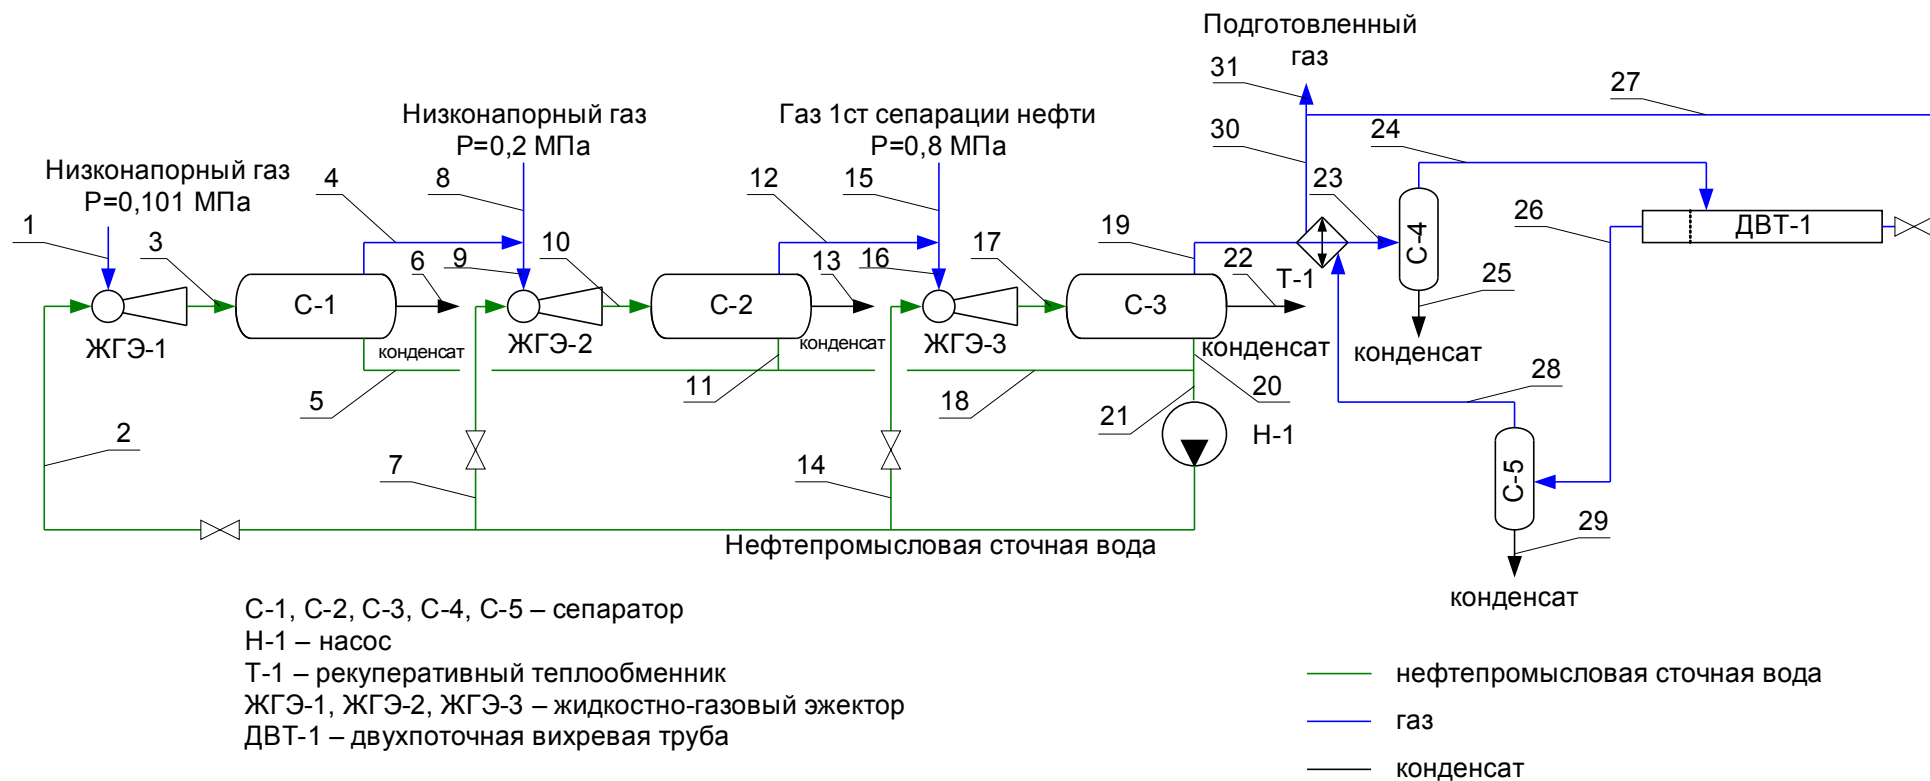 Подготовленный
газ
31
27
Низконапорный газ
P=0,2 МПа
Газ 1ст сепарации нефти
P=0,8 МПа
30
24
Низконапорный газ
P=0,101 МПа
4
8
12
15
23
26
1
3
6
9
10
13
16
17
19
22
Т-1
С-4
ДВТ-1
25
С-1
С-2
С-3
ЖГЭ-1
ЖГЭ-2
ЖГЭ-3
конденсат
конденсат
конденсат
конденсат
5
11
18
21
20
28
2
7
14
Н-1
С-5
29
Нефтепромысловая сточная вода
конденсат
С-1, С-2, С-3, С-4, С-5 – сепаратор
Н-1 – насос
Т-1 – рекуперативный теплообменник
ЖГЭ-1, ЖГЭ-2, ЖГЭ-3 – жидкостно-газовый эжектор
ДВТ-1 – двухпоточная вихревая труба
нефтепромысловая сточная вода
газ
конденсат